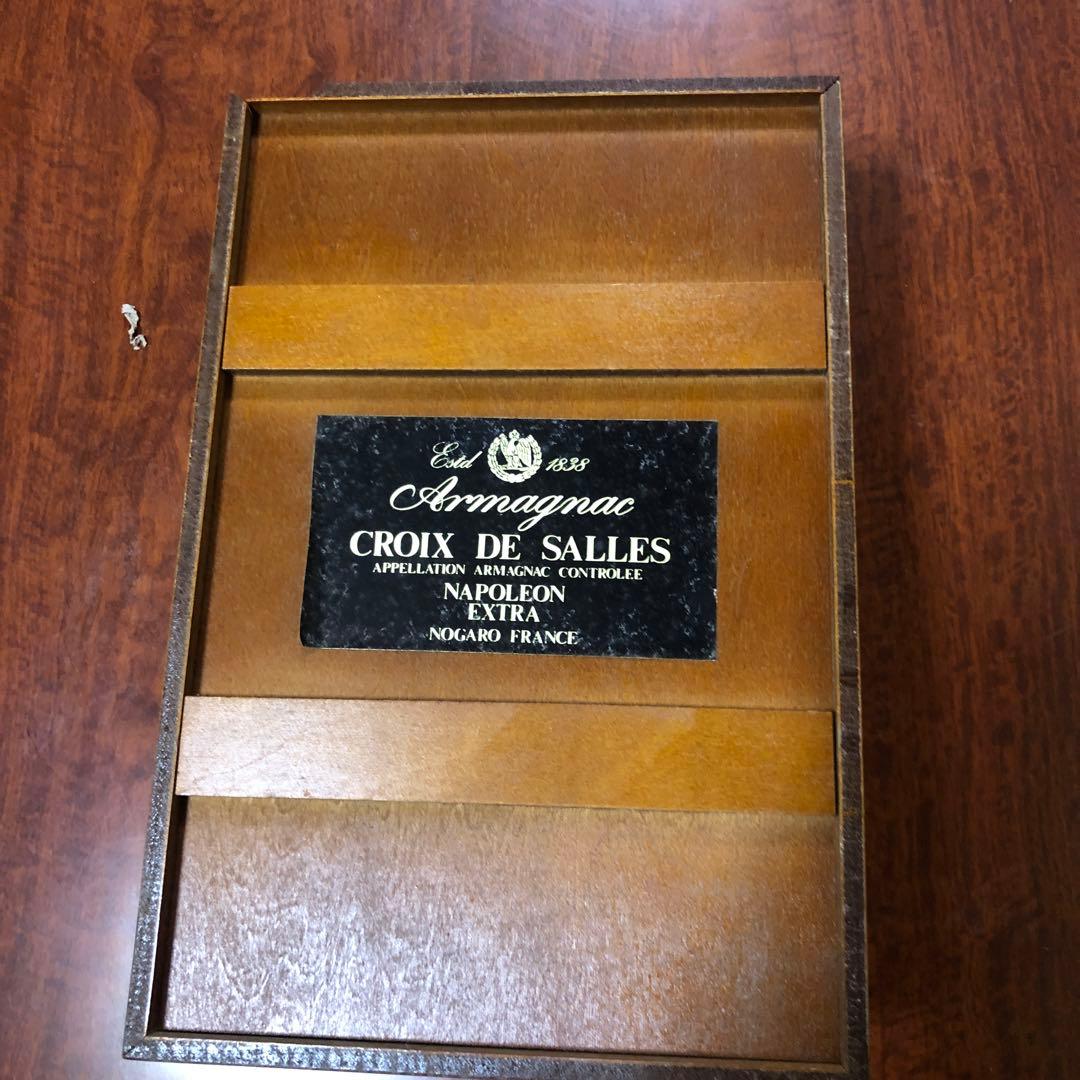 Estd 1838
Armagnac
CROIX DE SALLES
APPELLATION ARMAGNAC CONTROLEE
NAPOLEON
EXTRA
NOGARO FRANCE